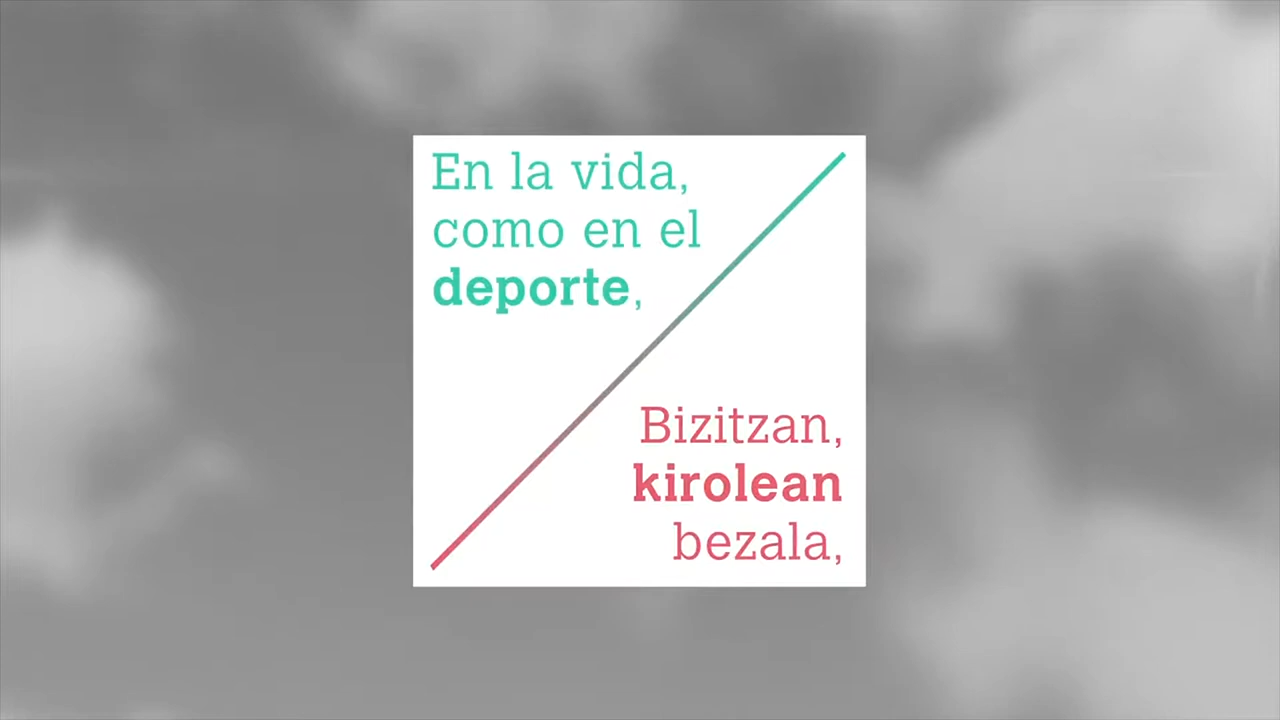 En la vida,
como en el
deporte,
Bizitzan,
kirolean
bezala,